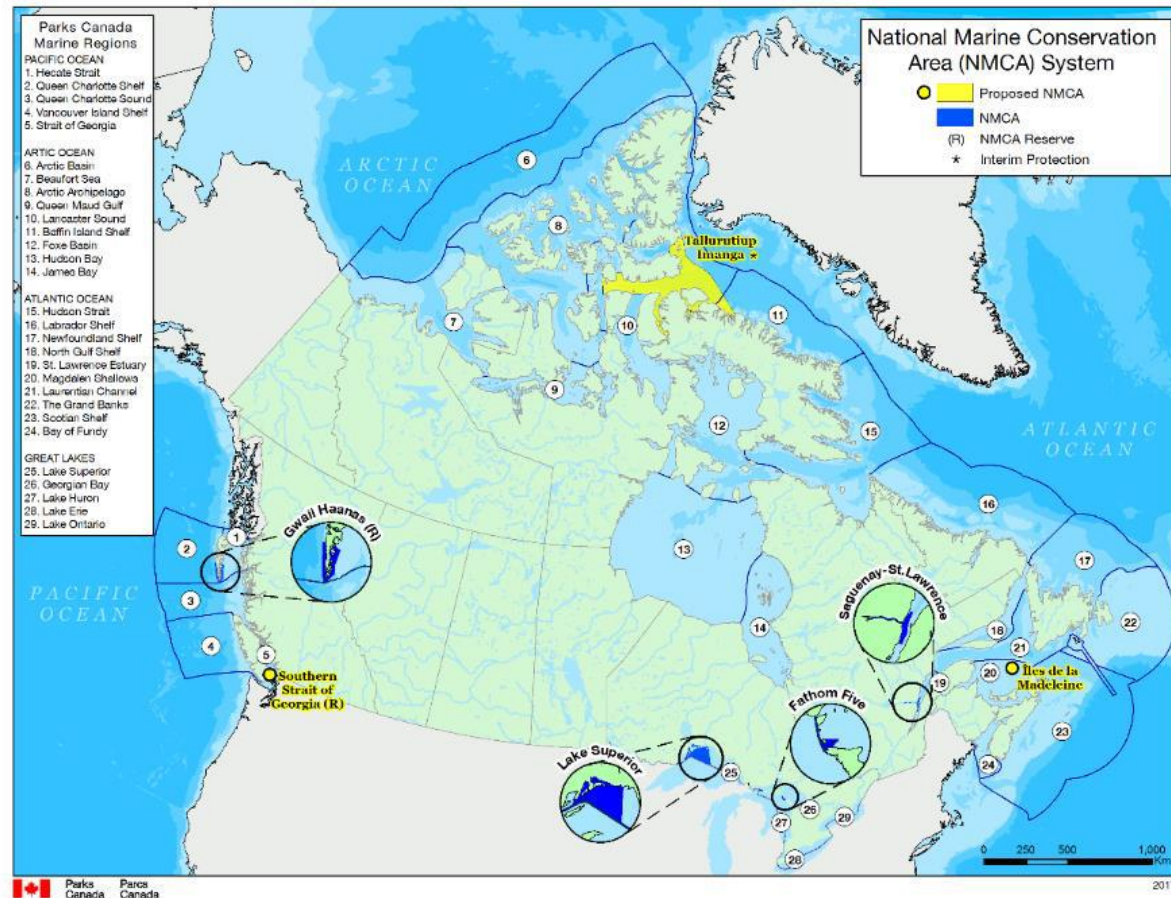 Parks Canada
Marine Regions
PACIFIC OCEAN
1. Hecate Strait
2. Queen Charlotte Shelf
3. Queen Charlotte Sound
4. Vancouver Island Shelf
5. Strait of Georgia
ARTIC OCEAN
6. Arctic Basin
7. Beaufort Sea
8. Arctic Archipelago
9. Queen Maud Gulf
10. Lancaster Sound
11. Baffin Island Shelf
12. Foxe Basin
13. Hudson Bay
14. James Bay
ATLANTIC OCEAN
15. Hudson Strait
16. Labrador Shelf
17. Newfoundland Shelf
18. North Gulf Shelf
19. St. Lawrence Estuary
20. Magdalen Shallows
21. Laurentian Channel
22. The Grand Banks
23. Scotian Shelf
24. Bay of Fundy
GREAT LAKES
25. Lake Superior
26. Georgian Bay
27. Lake Huron
28. Lake Erie
29. Lake Ontario
National Marine Conservation
Area (NMCA) System
Proposed NMCA
NMCA
(R) NMCA Reserve
* Interim Protection
ARCTIC
OCEAN
6
8
Tallurutiup
Imanga *
7
10
11
9
12
15
ATLANTIC
OCEAN
16
1
2
Gwaii Haanas (R)
13
17
PACIFIC
OCEAN
3
Saguenay-St.Lawrence
22
4
14
18
21
5
Southern
Strait of
Georgia (R)
20
Îles de la
Madeleine
19
Fathom Five
23
Lake Superior
25
24
26
27
29
28
0 250 500 1,000
Km
Parks Canada
Parcs Canada